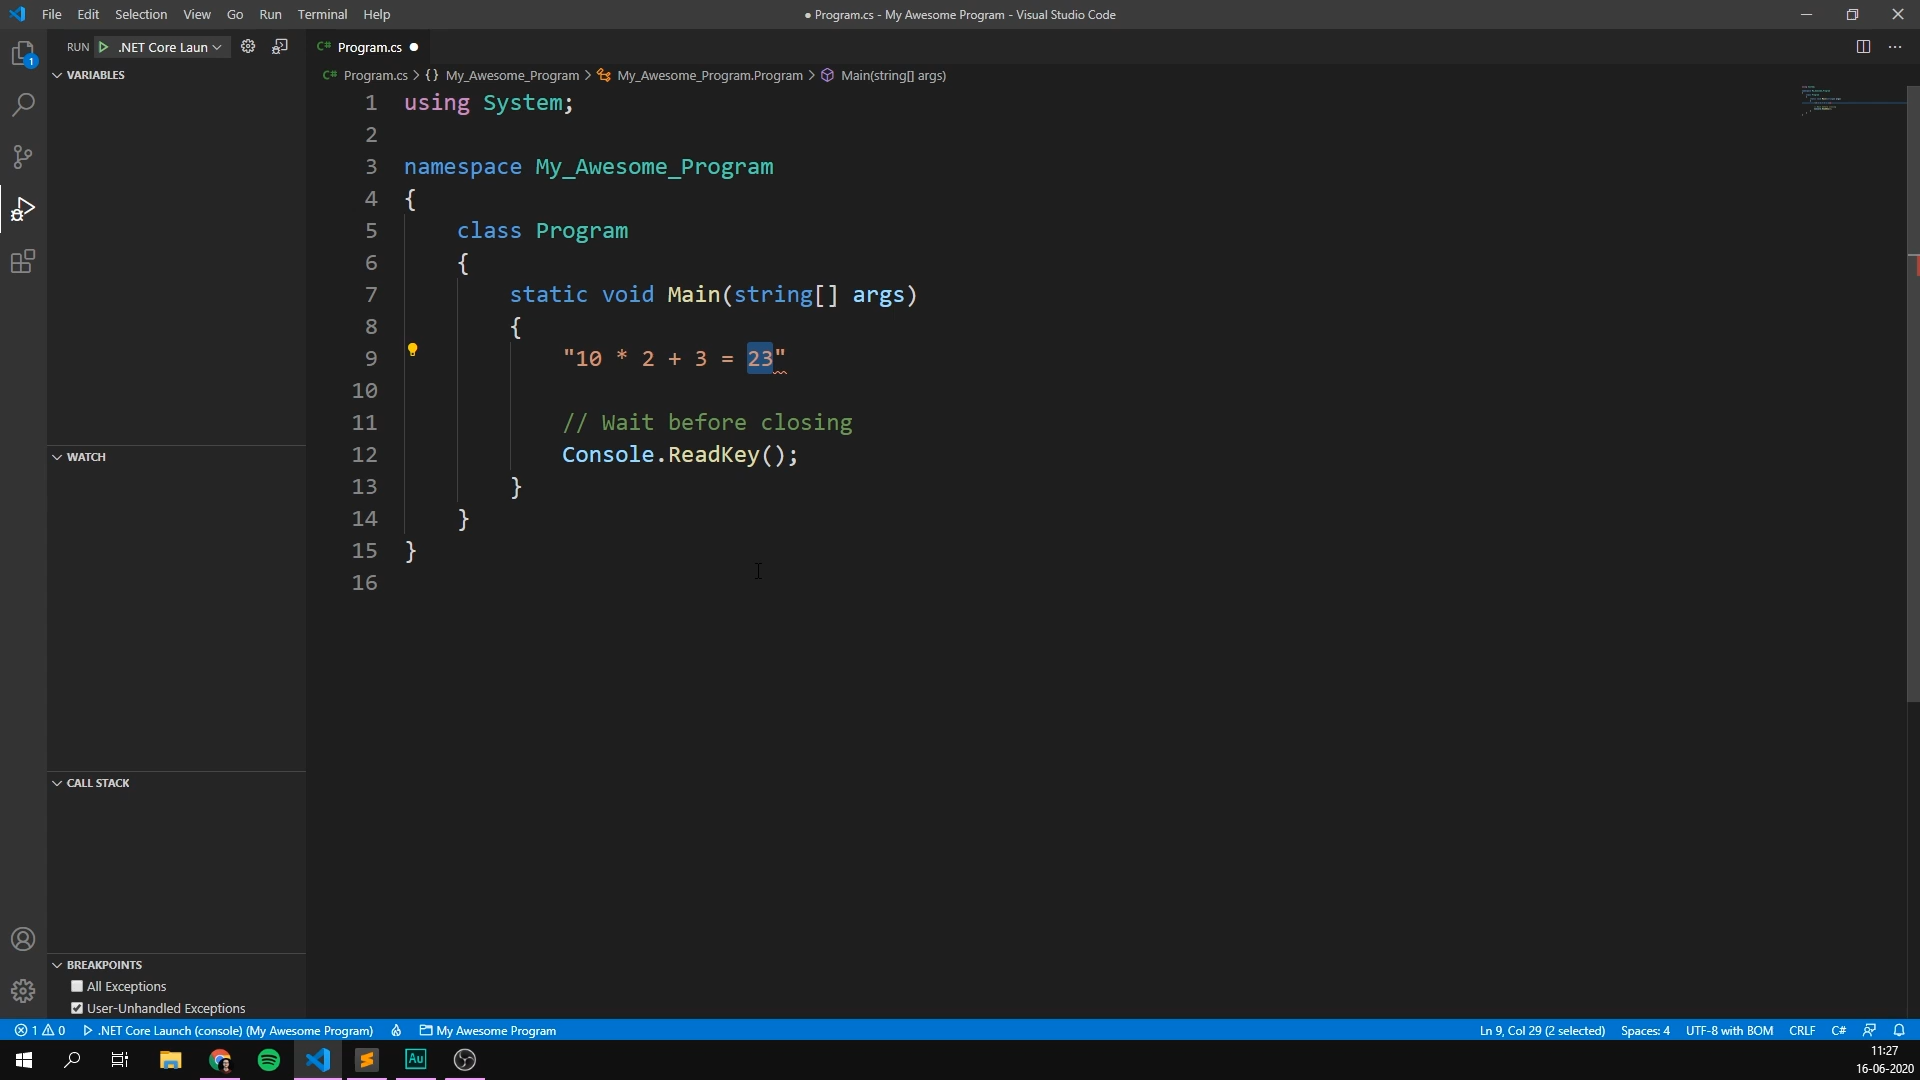 File Edit Selection View Go Run Terminal Help
● Program.cs - My Awesome Program - Visual Studio Code
RUN .NET Core Laun
C# Program.cs ●
VARIABLES
C# Program.cs > {} My_Awesome_Program > My_Awesome_Program.Program > Main(string[] args)
1 using System;
2
3 namespace My_Awesome_Program
4 {
5 class Program
6 {
7 static void Main(string[] args)
8 {
9 "10 * 2 + 3 = 23"
10
11 // Wait before closing
12 Console.ReadKey();
13 }
14 }
15 }
16
1
WATCH
CALL STACK
BREAKPOINTS
All Exceptions
User-Unhandled Exceptions
1 0 .NET Core Launch (console) (My Awesome Program) My Awesome Program
Ln 9, Col 29 (2 selected) Spaces: 4 UTF-8 with BOM CRLF C#
Au
11:27
16-06-2020